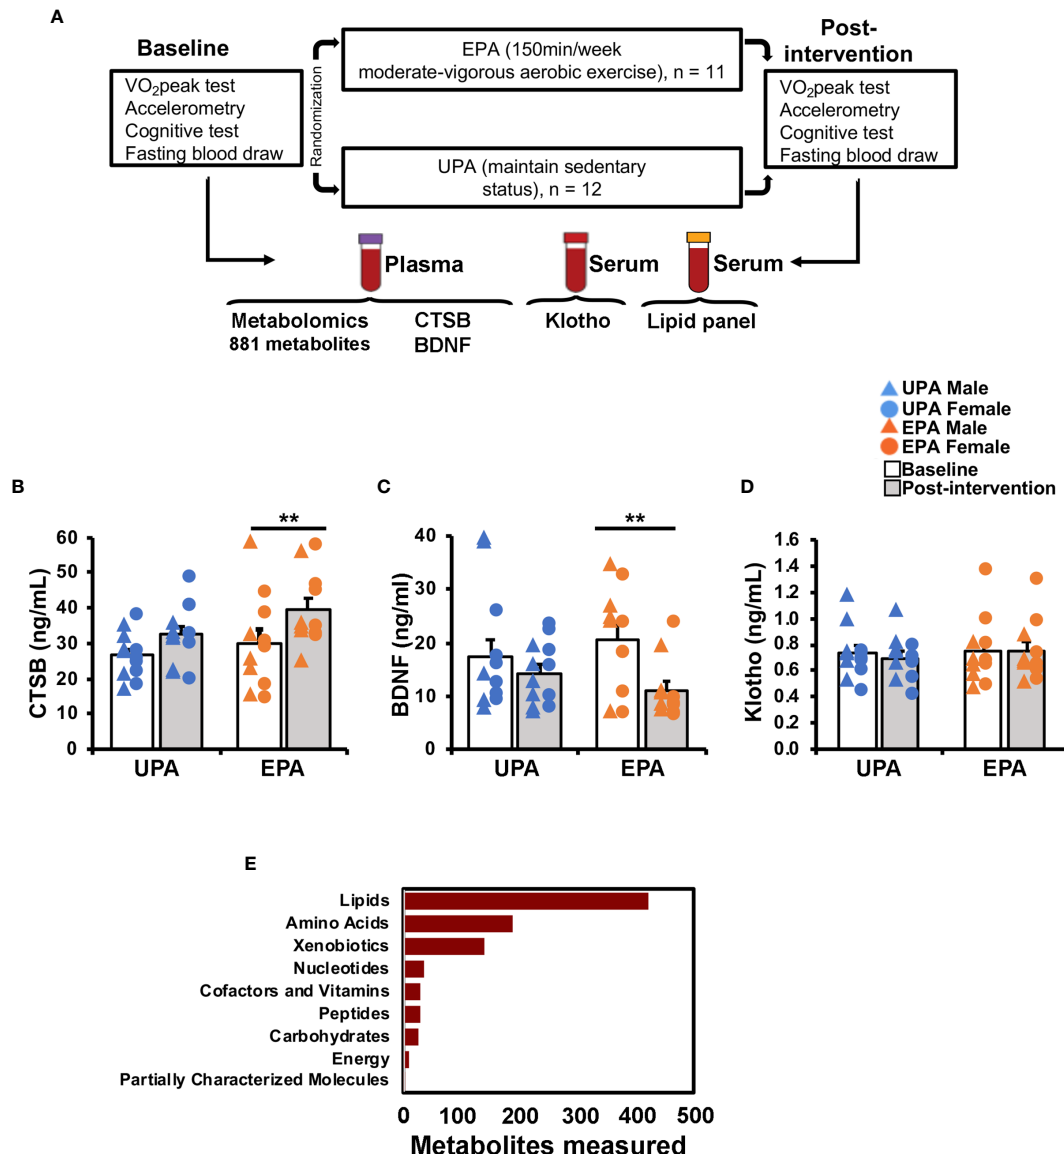 A
Baseline
VO2peak test
Accelerometry
Cognitive test
Fasting blood draw
Randomization
EPA (150min/week
moderate-vigorous aerobic exercise), n = 11
UPA (maintain sedentary
status), n = 12
Post-
intervention
VO2peak test
Accelerometry
Cognitive test
Fasting blood draw
Plasma
Serum
Serum
Metabolomics
881 metabolites
CTSB
BDNF
Klotho
Lipid panel
UPA Male
UPA Female
EPA Male
EPA Female
Baseline
Post-intervention
B
CTSB (ng/mL)
60
50
40
30
20
10
0
**
UPA
EPA
C
BDNF (ng/ml)
40
30
20
10
0
**
UPA
EPA
D
Klotho (ng/mL)
1.6
1.4
1.2
1.0
0.8
0.6
0.4
0.2
0.0
UPA
EPA
E
Lipids
Amino Acids
Xenobiotics
Nucleotides
Cofactors and Vitamins
Peptides
Carbohydrates
Energy
Partially Characterized Molecules
0 100 200 300 400 500
Metabolites measured